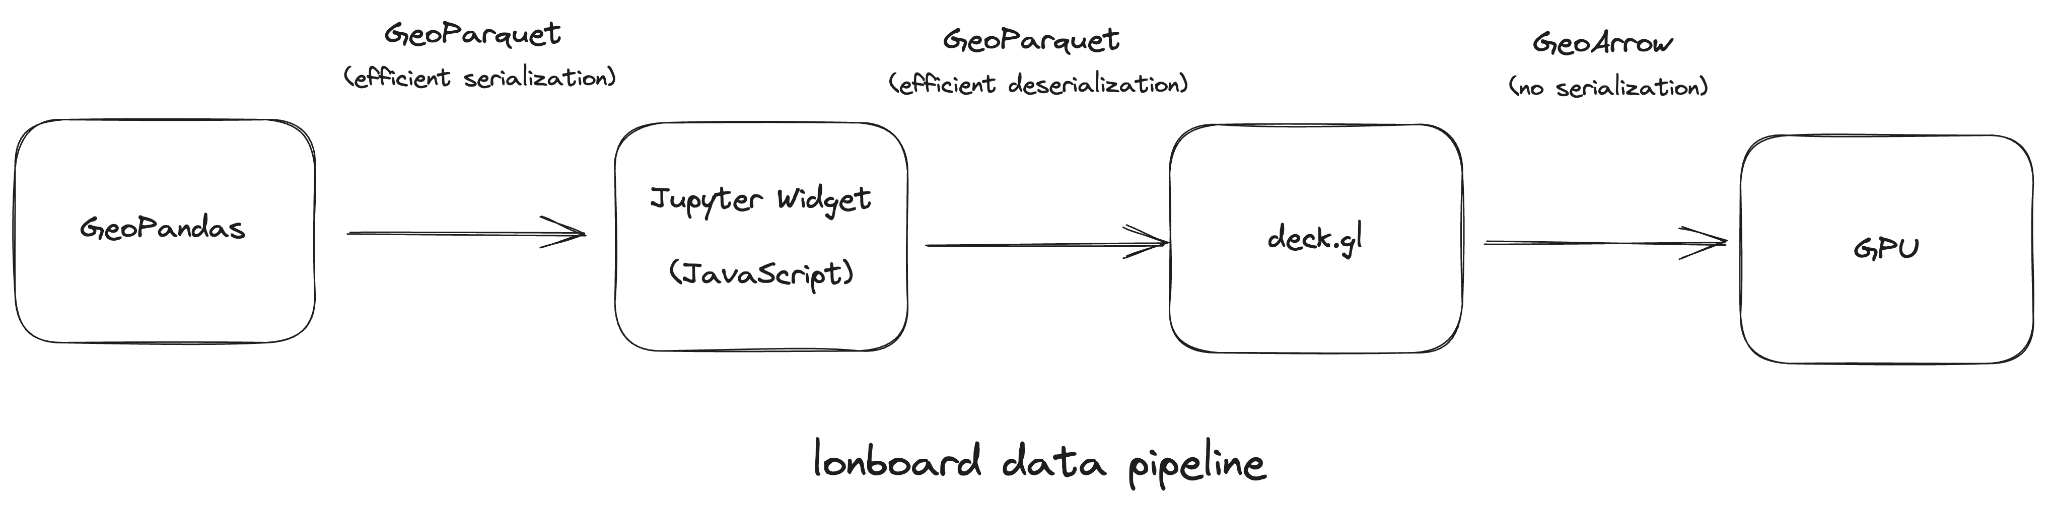 GeoParquet
(efficient serialization)
GeoParquet
(efficient deserialization)
GeoArrow
(no serialization)
GeoPandas
Jupyter Widget
(JavaScript)
deck.gl
GPU
lonboard data pipeline